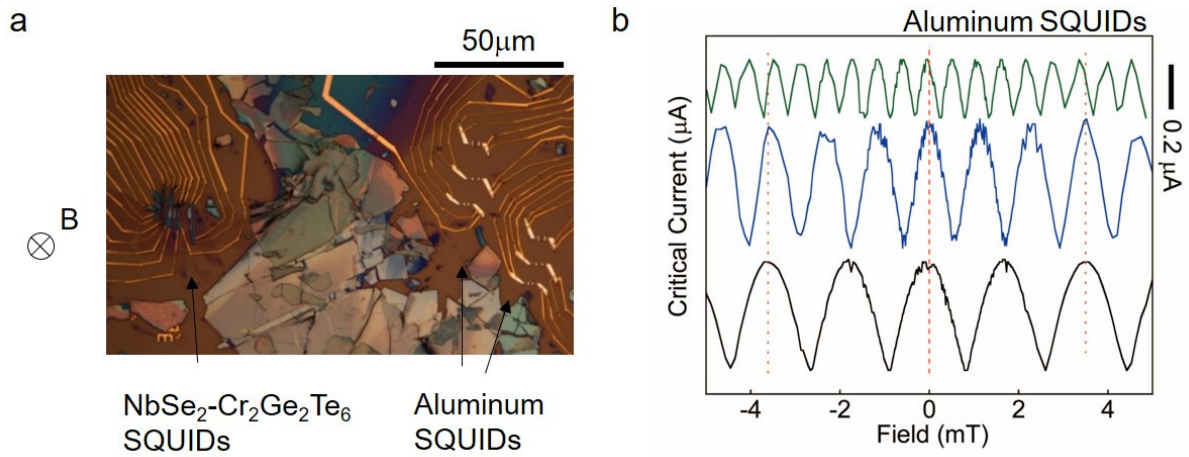 a
50μm
B
NbSe₂-Cr₂Ge₂Te₆
SQUIDs
Aluminum
SQUIDs
b
Aluminum SQUIDs
Critical Current (μA)
0.2 μA
-4 -2 0 2 4
Field (mT)